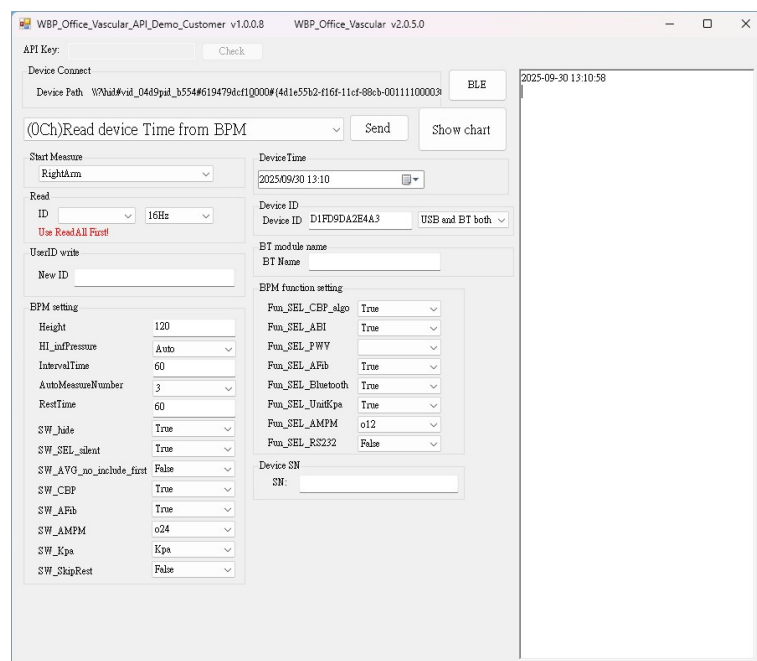 WBP_Office_Vascular_API_Demo_Customer v1.0.0.8 WBP_Office_Vascular v2.0.5.0
API Key: Check
Device Connect
Device Path \\?\hid#vid_04d9pid_b554#619479dcf1 BLE
(0Ch)Read device Time from BPM Send Show chart
Start Measure
RightArm
Read
ID 16Hz
Use ReadAll First!
UserID write
New ID
BPM setting
Height 120
HI_infPressure Auto
IntervalTime 60
AutoMeasureNumber 3
RestTime 60
SW_hide True
SW_SEL_silent True
SW_AVG_no_include_first False
SW_CBP True
SW_AFib True
SW_AMPM o24
SW_Kpa Kpa
SW_SkipRest False
DeviceTime
2025/09/30 13:10
Device ID
Device ID D1FD9DA2E4A3 USB and BT both
BT module name
BT Name
BPM function setting
Fun_SEL_CBP_algo True
Fun_SEL_ABI True
Fun_SEL_PWV
Fun_SEL_AFib True
Fun_SEL_Bluetooth True
Fun_SEL_UnitKpa True
Fun_SEL_AMPM o12
Fun_SEL_RS232 False
Device SN
SN:
2025-09-30 13:10:58